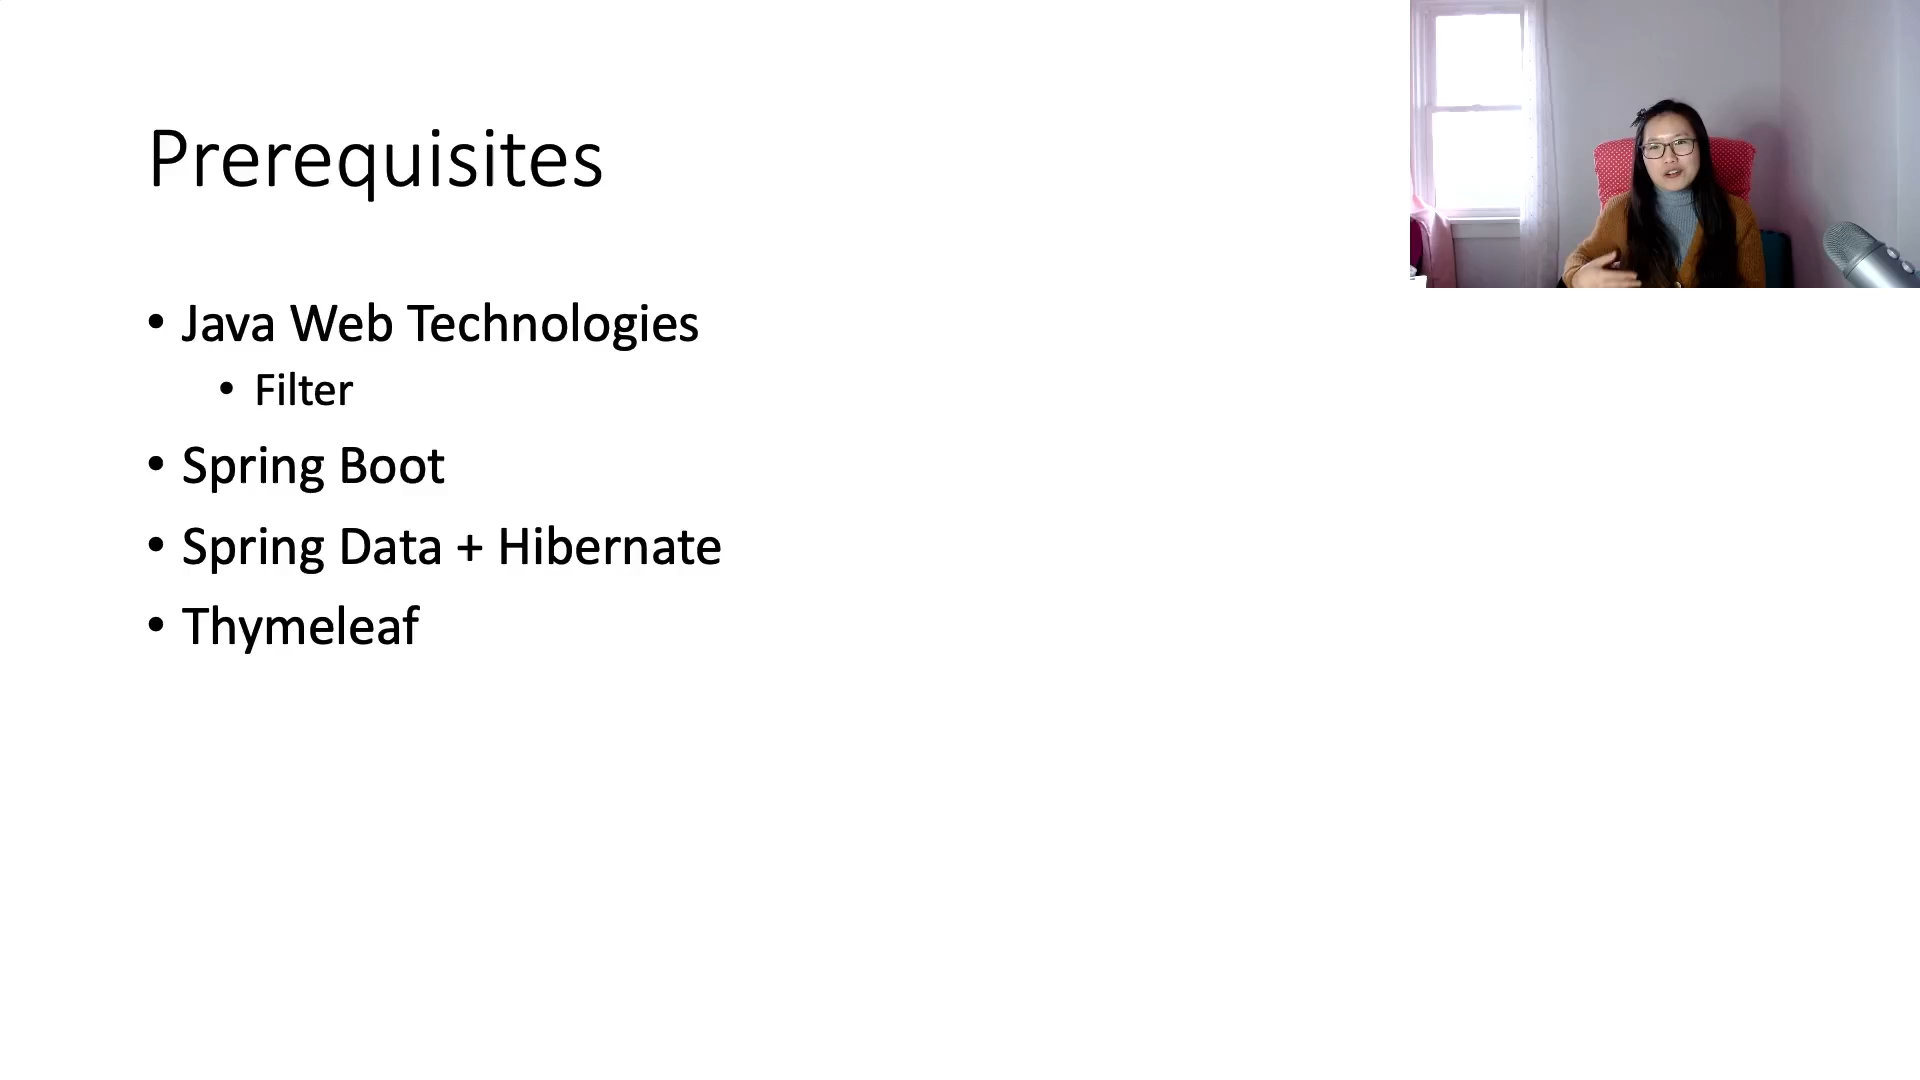 Prerequisites
• Java Web Technologies
• Filter
• Spring Boot
• Spring Data + Hibernate
• Thymeleaf